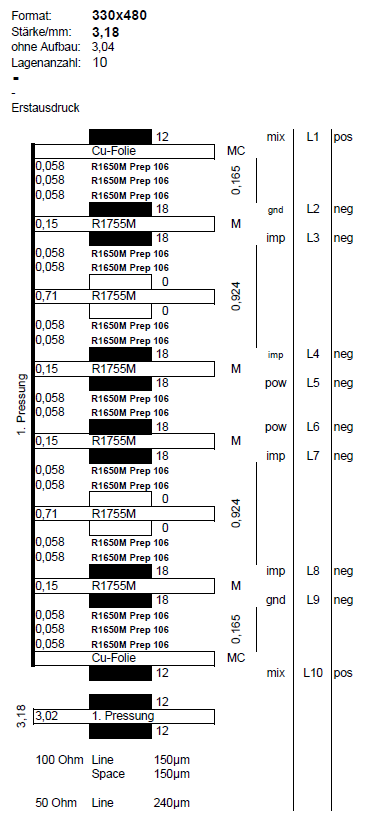 Format: 330x480
Stärke/mm: 3,18
ohne Aufbau: 3,04
Lagenanzahl: 10
-
-
Erstausdruck
12 mix L1 pos
Cu-Folie MC
0,058 R1650M Prep 106
0,058 R1650M Prep 106 0,165
0,058 R1650M Prep 106
18 gnd L2 neg
0,15 R1755M M
18 imp L3 neg
0,058 R1650M Prep 106
0,058 R1650M Prep 106
0
0,71 R1755M 0,924
0
0,058 R1650M Prep 106
0,058 R1650M Prep 106
18 imp L4 neg
0,15 R1755M M
18 pow L5 neg
0,058 R1650M Prep 106
1. Pressung
0,058 R1650M Prep 106
18 pow L6 neg
0,15 R1755M M
18 imp L7 neg
0,058 R1650M Prep 106
0,058 R1650M Prep 106
0
0,71 R1755M 0,924
0
0,058 R1650M Prep 106
0,058 R1650M Prep 106
18 imp L8 neg
0,15 R1755M M
18 gnd L9 neg
0,058 R1650M Prep 106
0,058 R1650M Prep 106 0,165
0,058 R1650M Prep 106
Cu-Folie MC
12 mix L10 pos
12
3,18 3,02 1. Pressung
12
100 Ohm Line 150µm
Space 150µm
50 Ohm Line 240µm